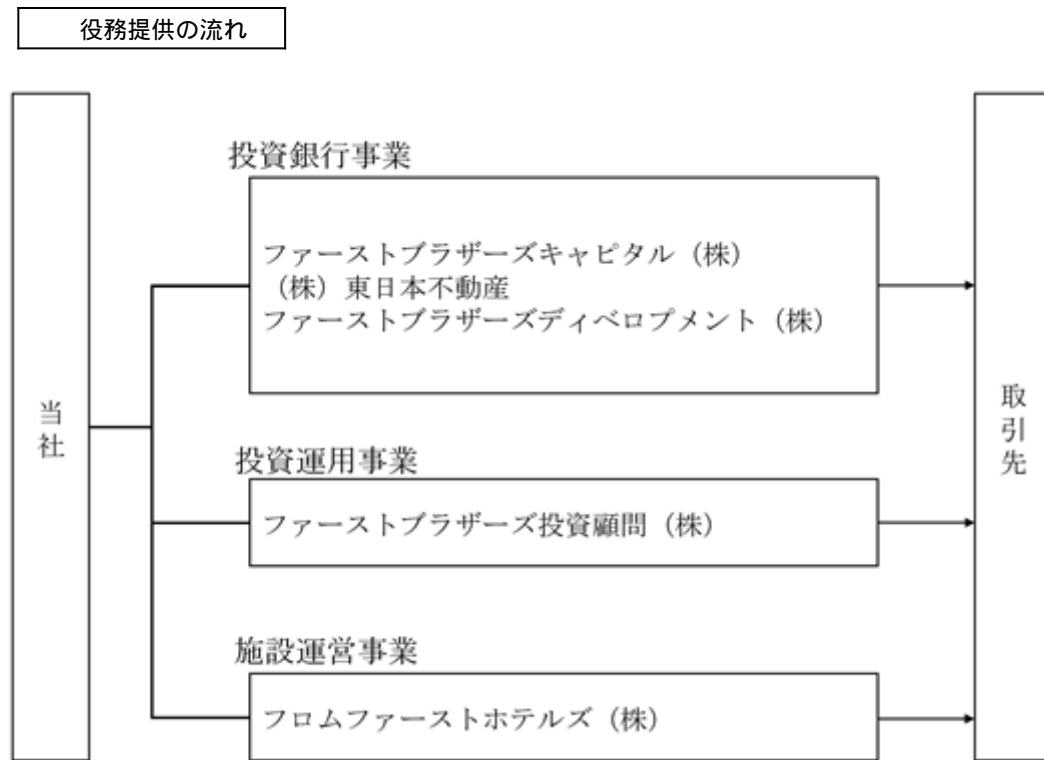 役務提供の流れ
当社
投資銀行事業
ファーストブラザーズキャピタル（株）
（株）東日本不動産
ファーストブラザーズディベロプメント（株）
投資運用事業
ファーストブラザーズ投資顧問（株）
施設運営事業
フロムファーストホテルズ（株）
取引先